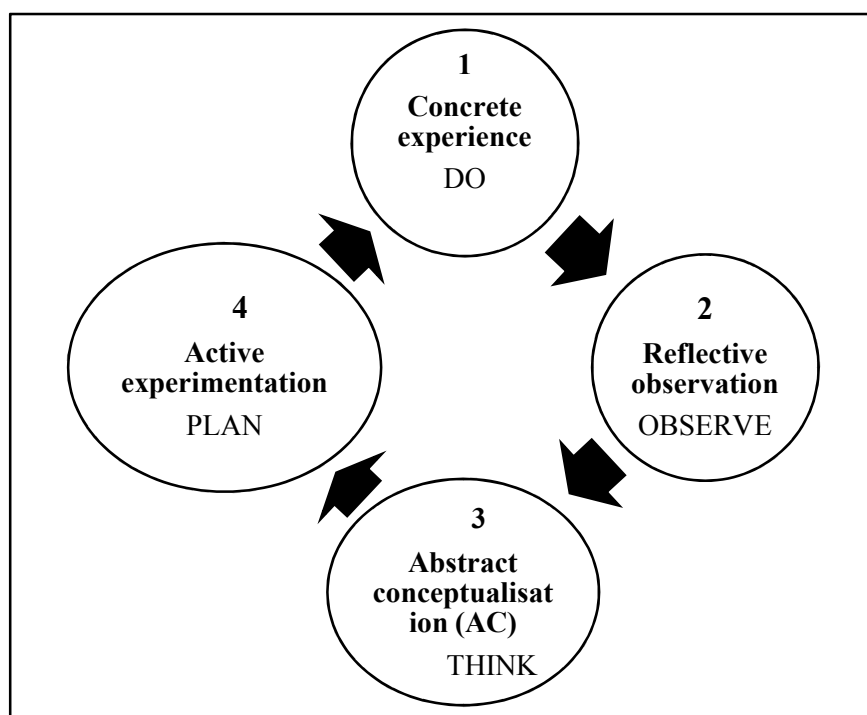 1
Concrete
experience
DO
2
Reflective
observation
OBSERVE
3
Abstract
conceptualisat
ion (AC)
THINK
4
Active
experimentation
PLAN